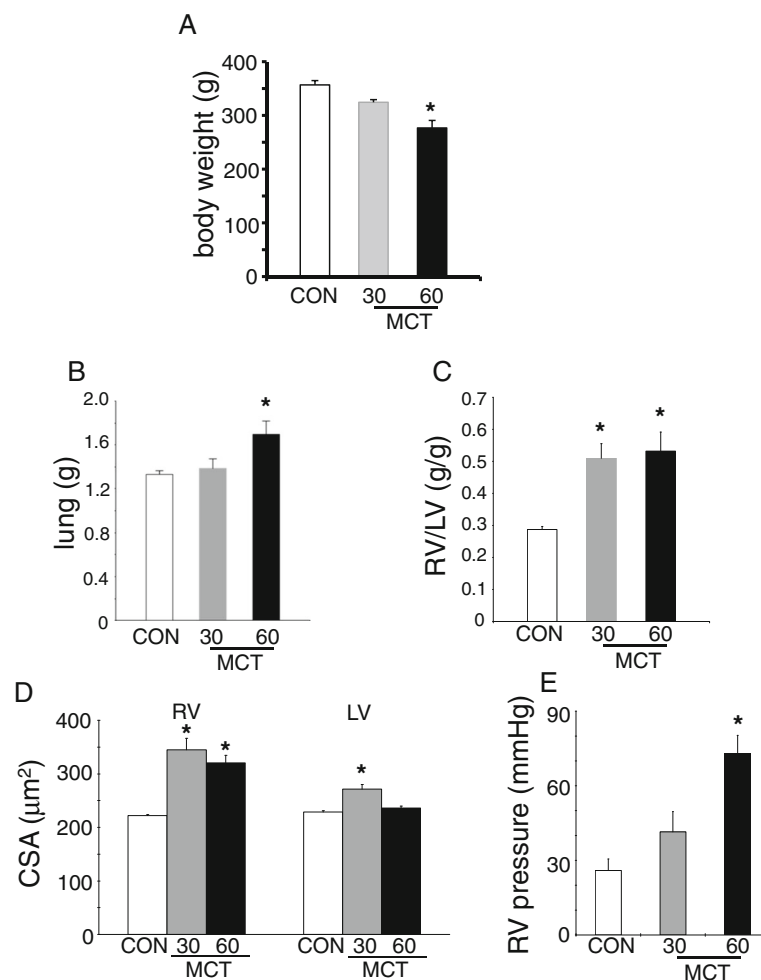 A
body weight (g)
400
300
200
100
0
*
CON 30 60
MCT
B
lung (g)
2.0
1.6
1.2
0.8
0.4
0
*
CON 30 60
MCT
C
RV/LV (g/g)
0.7
0.6
0.5
0.4
0.3
0.2
0.1
0
* *
CON 30 60
MCT
D
CSA (μm²)
400
300
200
100
0
RV LV
* * *
CON 30 60 CON 30 60
MCT MCT
E
RV pressure (mmHg)
90
60
30
0
*
CON 30 60
MCT